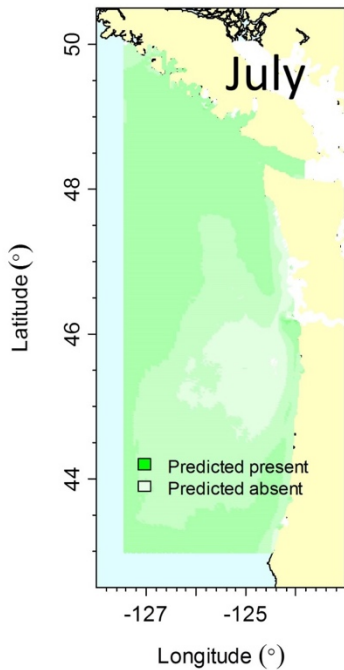 July
50
48
46
44
Latitude (°)
Predicted present
Predicted absent
-127
-125
Longitude (°)